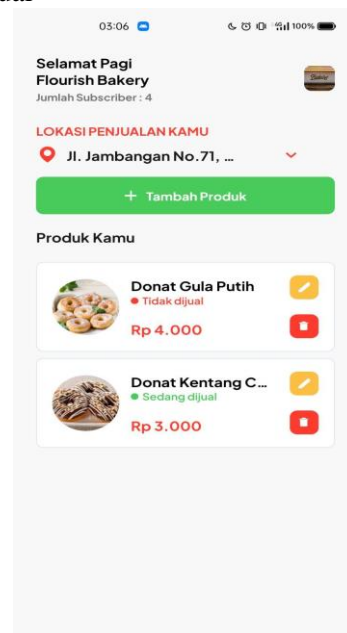 03:06
100%
Selamat Pagi
Flourish Bakery
Jumlah Subscriber : 4
LOKASI PENJUALAN KAMU
Jl. Jambangan No.71, ...
+ Tambah Produk
Produk Kamu
Donat Gula Putih
Tidak dijual
Rp 4.000
Donat Kentang C...
Sedang dijual
Rp 3.000